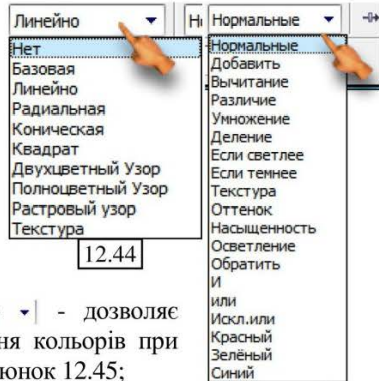 Линейно
Нет
Базовая
Линейно
Радиальная
Коническая
Квадрат
Двухцветный Узор
Полноцветный Узор
Растровый узор
Текстура
12.44
Нормальные
Нормальные
Добавить
Вычитание
Различие
Умножение
Деление
Если светлее
Если темнее
Текстура
Оттенок
Насыщенность
Осветление
Обратить
И
или
Искл.или
Красный
Зелёный
Синий
- дозволяє
кольорів при
12.45;